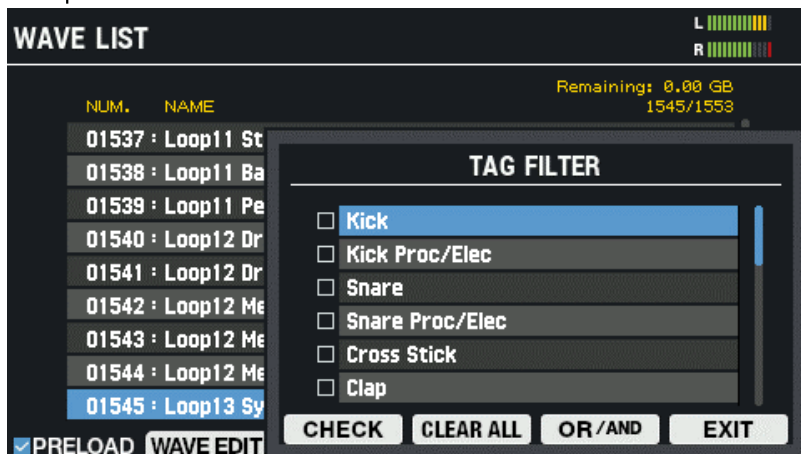 WAVE LIST
L
R
Remaining: 0.00 GB
NUM. NAME
1545/1553
01537 : Loop11 St
01538 : Loop11 Ba
01539 : Loop11 Pe
01540 : Loop12 Dr
01541 : Loop12 Dr
01542 : Loop12 Me
01543 : Loop12 Me
01544 : Loop12 Me
01545 : Loop13 Sy
PRELOAD WAVE EDIT
TAG FILTER
Kick
Kick Proc/Elec
Snare
Snare Proc/Elec
Cross Stick
Clap
CHECK CLEAR ALL OR/AND EXIT